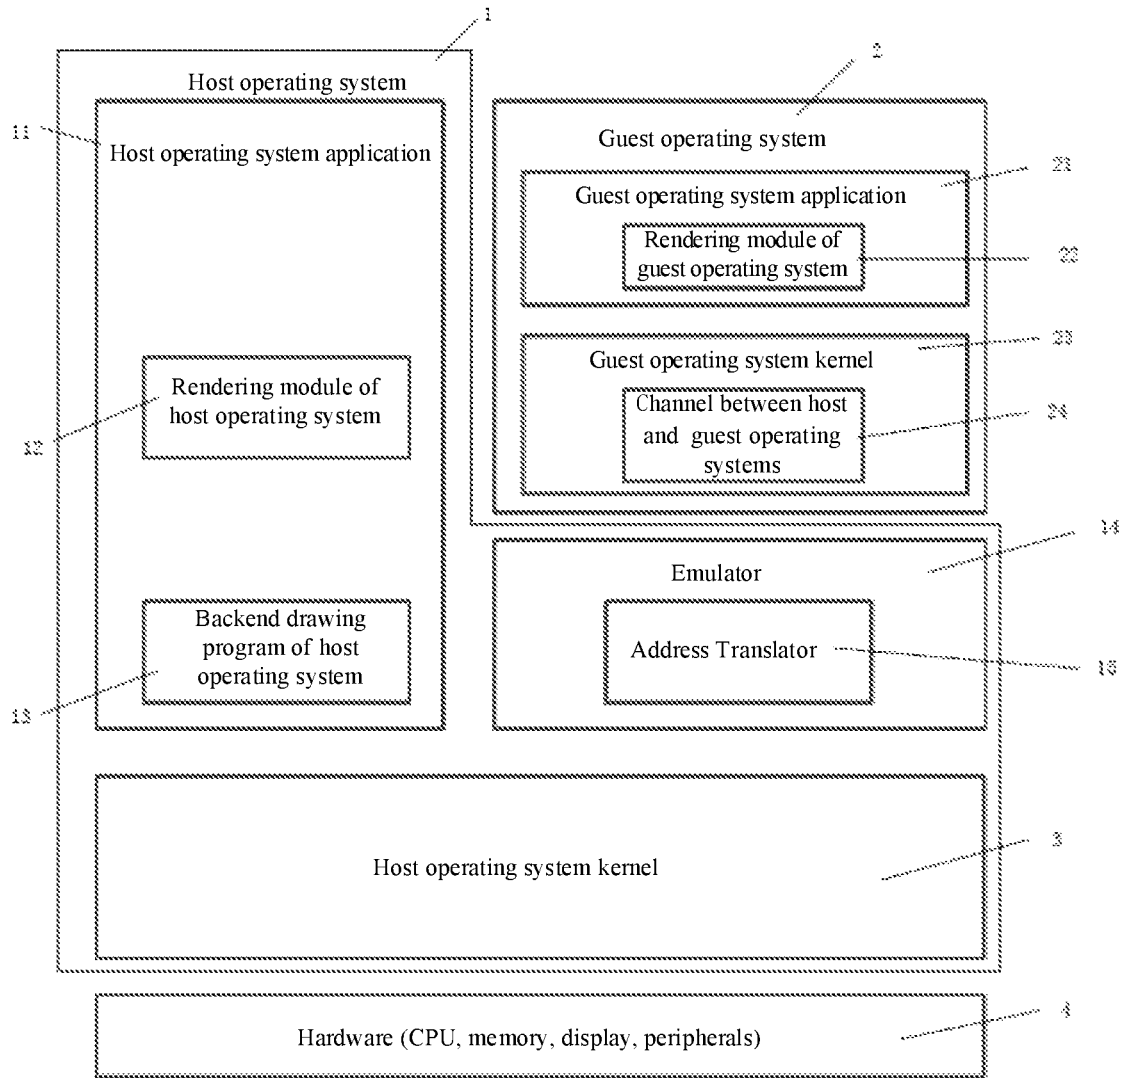 1
Host operating system
2
11
Host operating system application
Guest operating system
21
Guest operating system application
Rendering module of
guest operating system
22
23
Guest operating system kernel
Rendering module of
host operating system
12
Channel between host
and guest operating
systems
24
14
Emulator
Backend drawing
program of host
operating system
13
Address Translator
15
Host operating system kernel
3
Hardware (CPU, memory, display, peripherals)
4